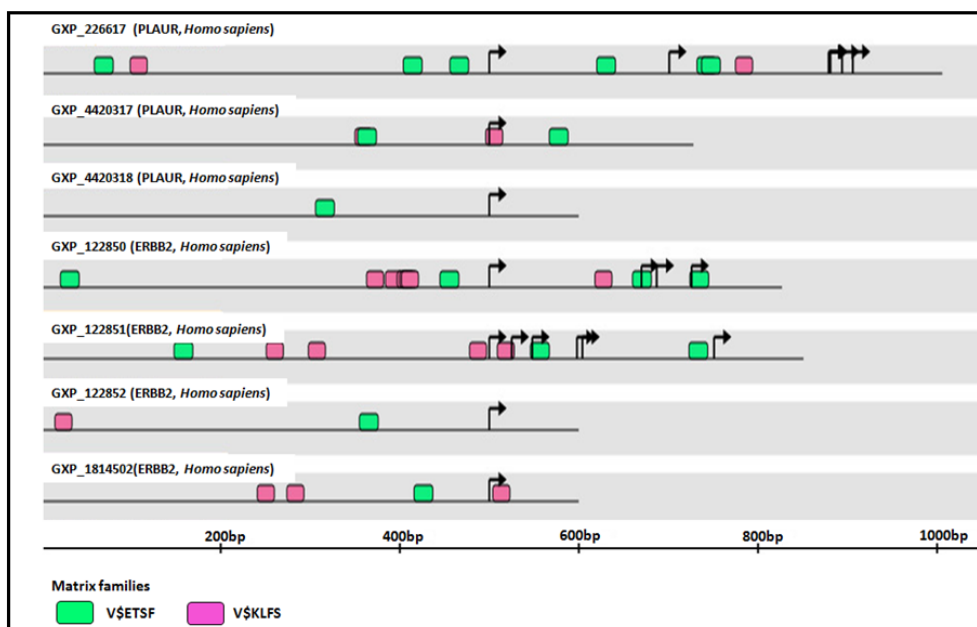 GXP_226617 (PLAUR, Homo sapiens)
GXP_4420317 (PLAUR, Homo sapiens)
GXP_4420318 (PLAUR, Homo sapiens)
GXP_122850 (ERBB2, Homo sapiens)
GXP_122851(ERBB2, Homo sapiens)
GXP_122852 (ERBB2, Homo sapiens)
GXP_1814502(ERBB2, Homo sapiens)
200bp 400bp 600bp 800bp 1000bp
Matrix families
V$ETSF V$KLFS